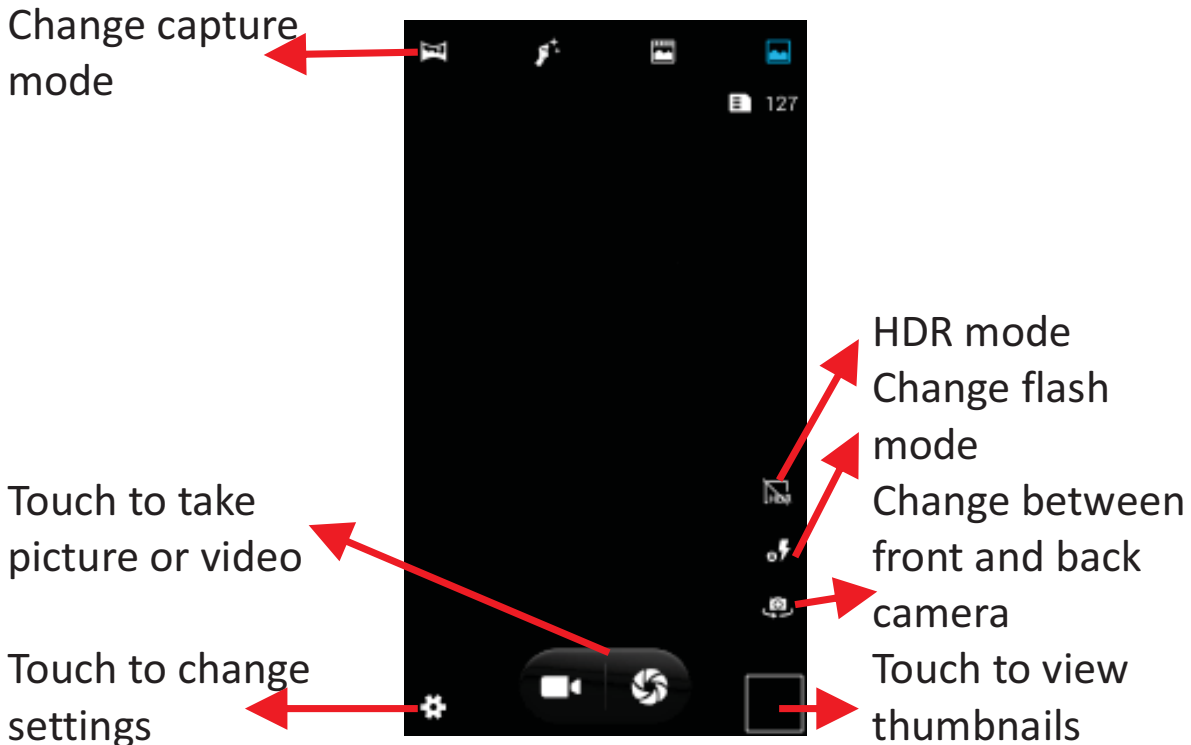 Change capture
mode
127
HDR mode
Change flash
mode
HDR
Touch to take
picture or video
Change between
front and back
camera
Touch to change
settings
Touch to view
thumbnails